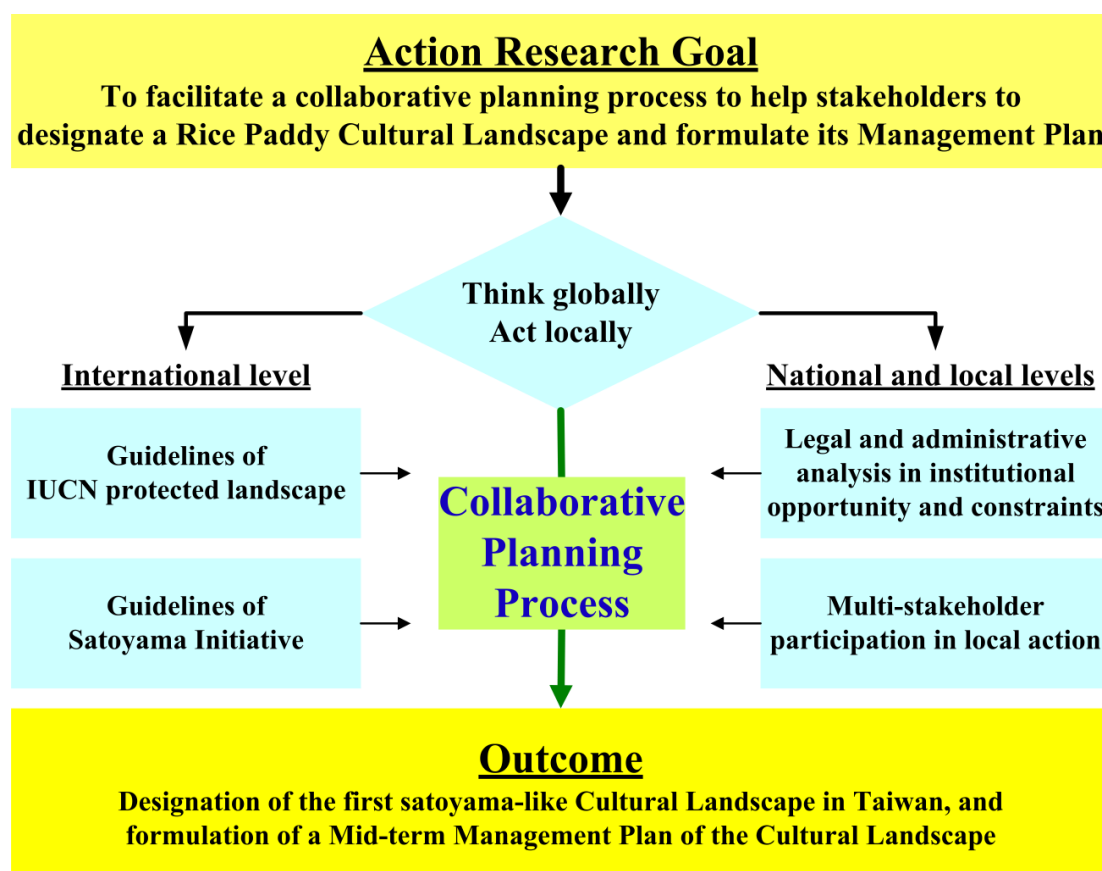 Action Research Goal
To facilitate a collaborative planning process to help stakeholders to
designate a Rice Paddy Cultural Landscape and formulate its Management Plan
Think globally
Act locally
International level
National and local levels
Guidelines of
IUCN protected landscape
Legal and administrative
analysis in institutional
opportunity and constraints
Collaborative
Planning
Process
Guidelines of
Satoyama Initiative
Multi-stakeholder
participation in local action
Outcome
Designation of the first satoyama-like Cultural Landscape in Taiwan, and
formulation of a Mid-term Management Plan of the Cultural Landscape